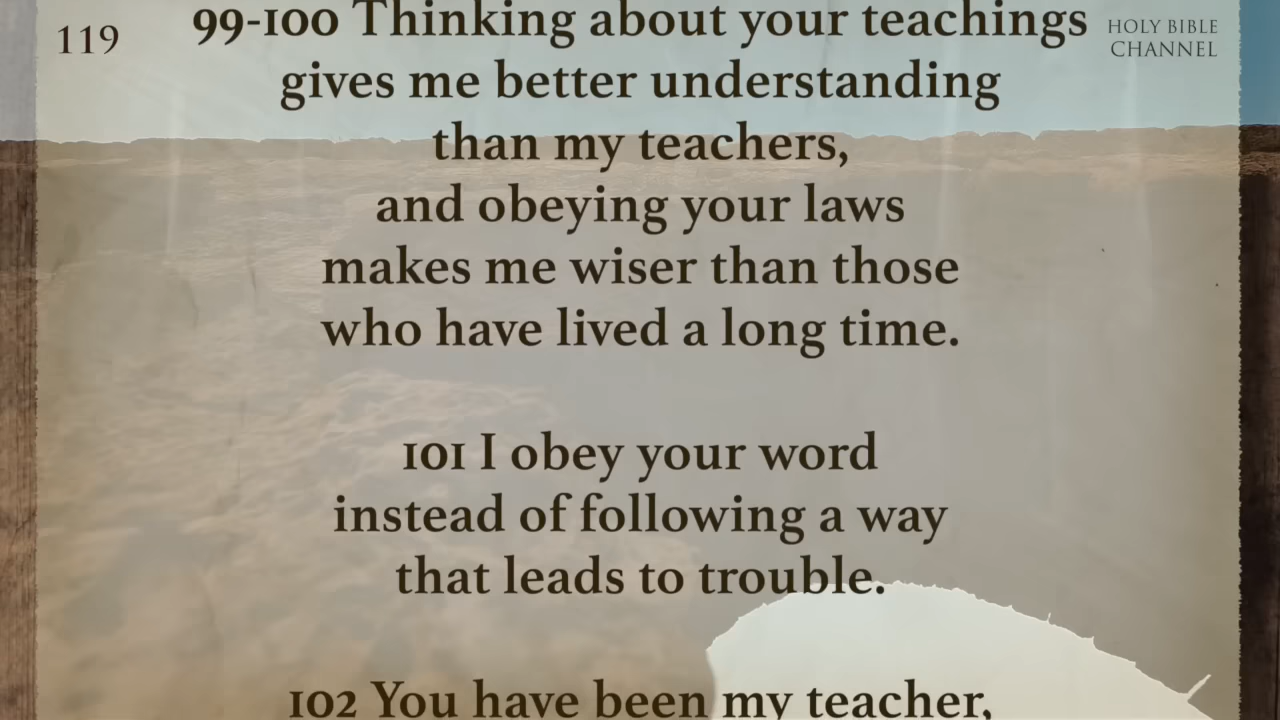 119
HOLY BIBLE
CHANNEL
99-100 Thinking about your teachings
gives me better understanding
than my teachers,
and obeying your laws
makes me wiser than those
who have lived a long time.
101 I obey your word
instead of following a way
that leads to trouble.
102 You have been my teacher,